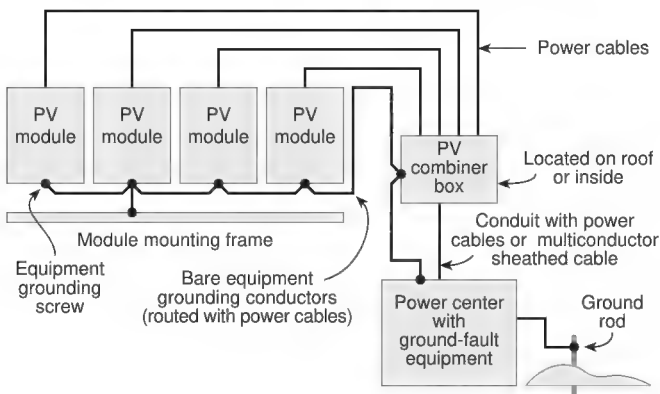 Power cables
PV
module
PV
module
PV
module
PV
module
PV
combiner
box
Located on roof
or inside
Module mounting frame
Equipment
grounding
screw
Bare equipment
grounding conductors
(routed with power cables)
Conduit with power
cables or multiconductor
sheathed cable
Power center
with
ground-fault
equipment
Ground
rod